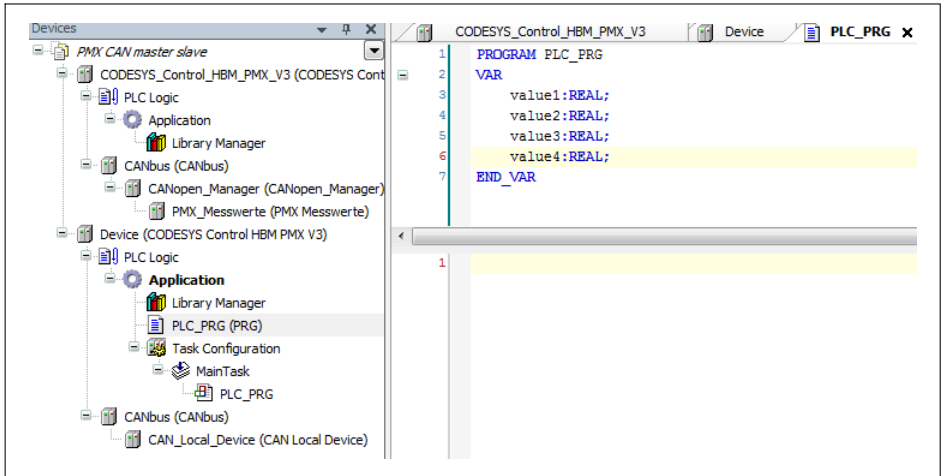 Devices
PMX CAN master slave
CODESYS_Control_HBM_PMX_V3 (CODESYS Cont
PLC Logic
Application
Library Manager
CANbus (CANbus)
CANopen_Manager (CANopen_Manager)
PMX_Messwerte (PMX Messwerte)
Device (CODESYS Control HBM PMX V3)
PLC Logic
Application
Library Manager
PLC_PRG (PRG)
Task Configuration
MainTask
PLC_PRG
CANbus (CANbus)
CAN_Local_Device (CAN Local Device)
CODESYS_Control_HBM_PMX_V3 Device PLC_PRG X
1 PROGRAM PLC_PRG
2 VAR
3 value1:REAL;
4 value2:REAL;
5 value3:REAL;
6 value4:REAL;
7 END_VAR
1